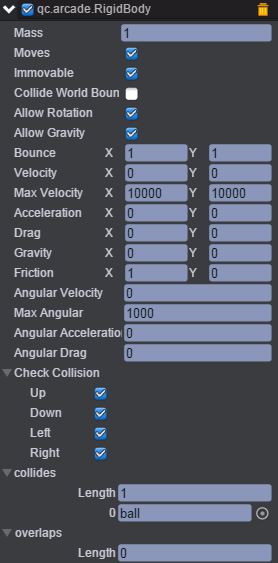 qc.arcade.RigidBody
Mass 1
Moves
Immovable
Collide World Boun
Allow Rotation
Allow Gravity
Bounce X 1 Y 1
Velocity X 0 Y 0
Max Velocity X 10000 Y 10000
Acceleration X 0 Y 0
Drag X 0 Y 0
Gravity X 0 Y 0
Friction X 1 Y 0
Angular Velocity 0
Max Angular 1000
Angular Acceleration 0
Angular Drag 0
Check Collision
Up
Down
Left
Right
collides
Length 1
0 ball
overlaps
Length 0